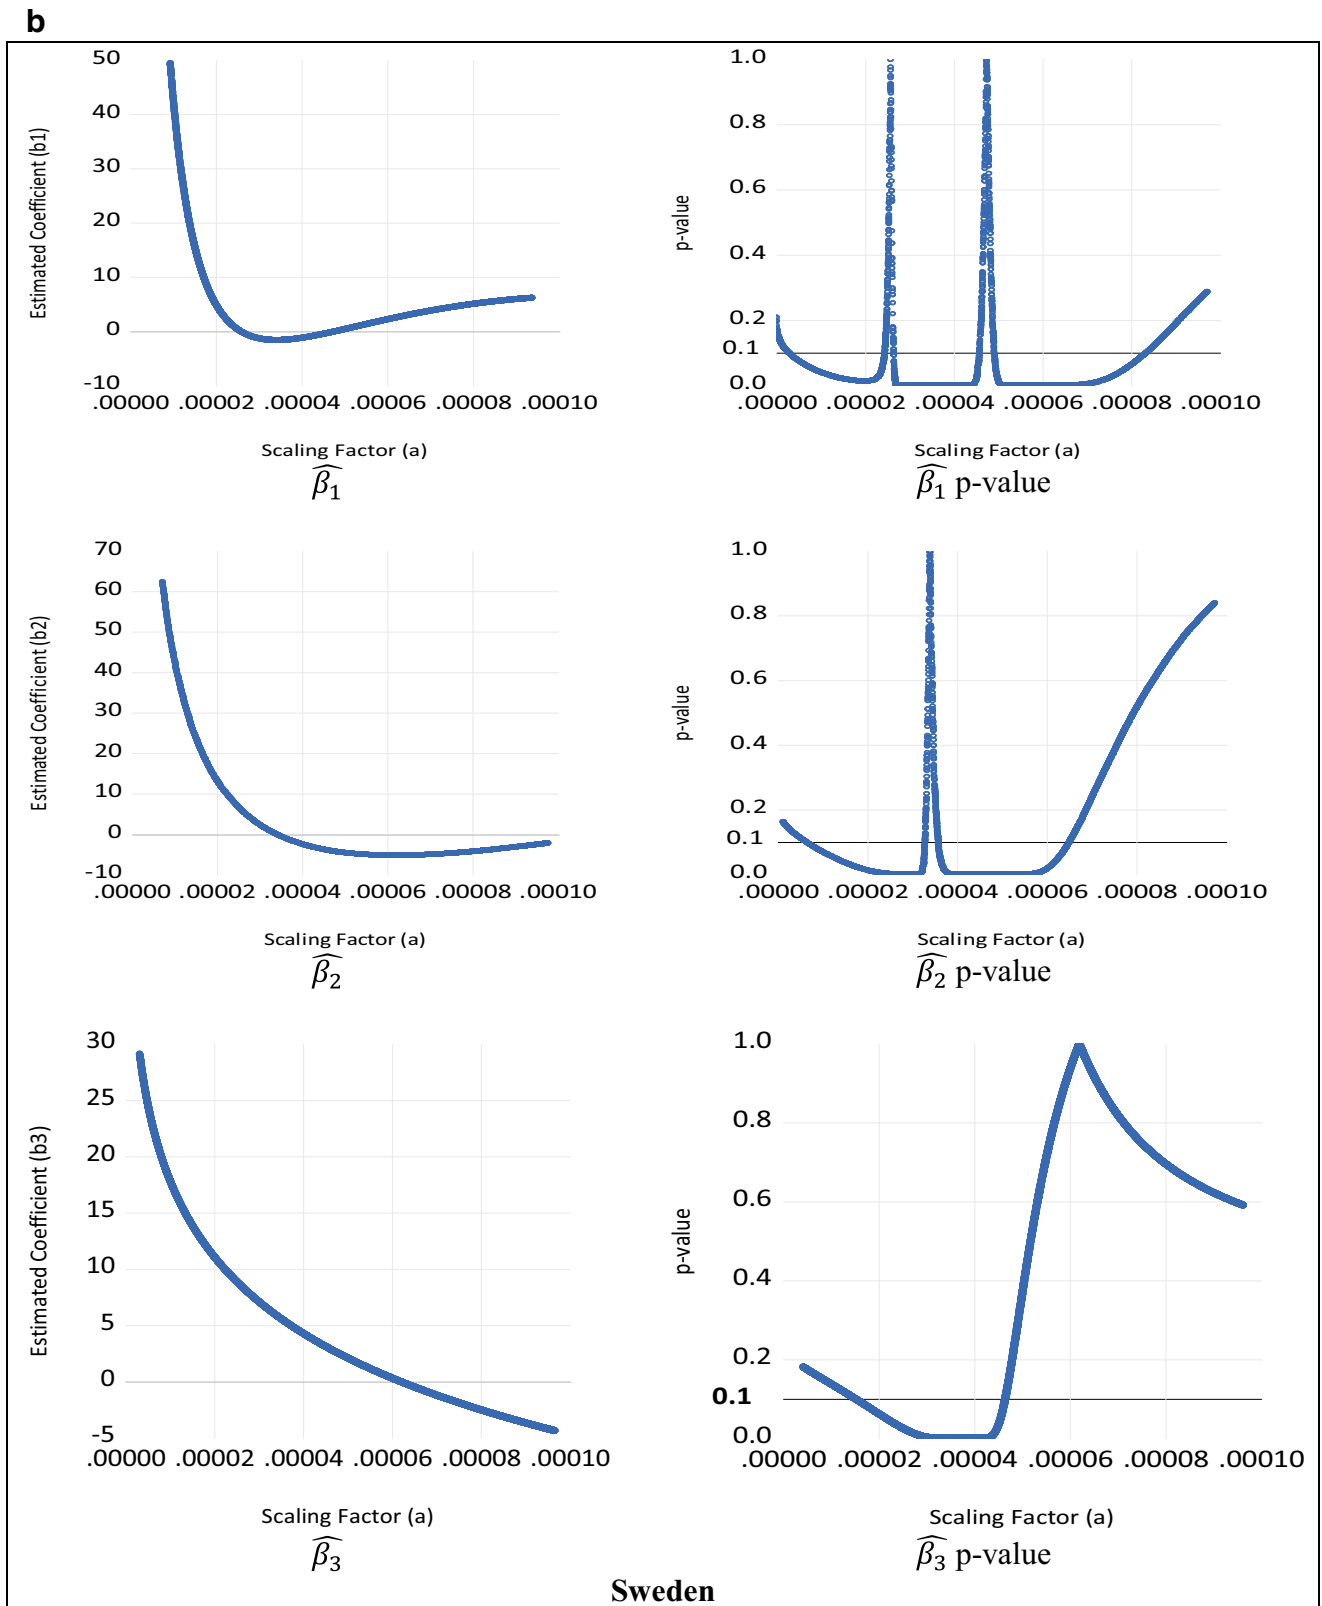 b
50
40
30
20
10
0
-10
Estimated Coefficient (b1)
.00000 .00002 .00004 .00006 .00008 .00010
Scaling Factor (a)
β̂1
1.0
0.8
0.6
0.4
0.2
0.1
0.0
p-value
.00000 .00002 .00004 .00006 .00008 .00010
Scaling Factor (a)
β̂1 p-value
70
60
50
40
30
20
10
0
-10
Estimated Coefficient (b2)
.00000 .00002 .00004 .00006 .00008 .00010
Scaling Factor (a)
β̂2
1.0
0.8
0.6
0.4
0.2
0.1
0.0
p-value
.00000 .00002 .00004 .00006 .00008 .00010
Scaling Factor (a)
β̂2 p-value
30
25
20
15
10
5
0
-5
Estimated Coefficient (b3)
.00000 .00002 .00004 .00006 .00008 .00010
Scaling Factor (a)
β̂3
1.0
0.8
0.6
0.4
0.2
0.1
0.0
p-value
.00000 .00002 .00004 .00006 .00008 .00010
Scaling Factor (a)
β̂3 p-value
Sweden